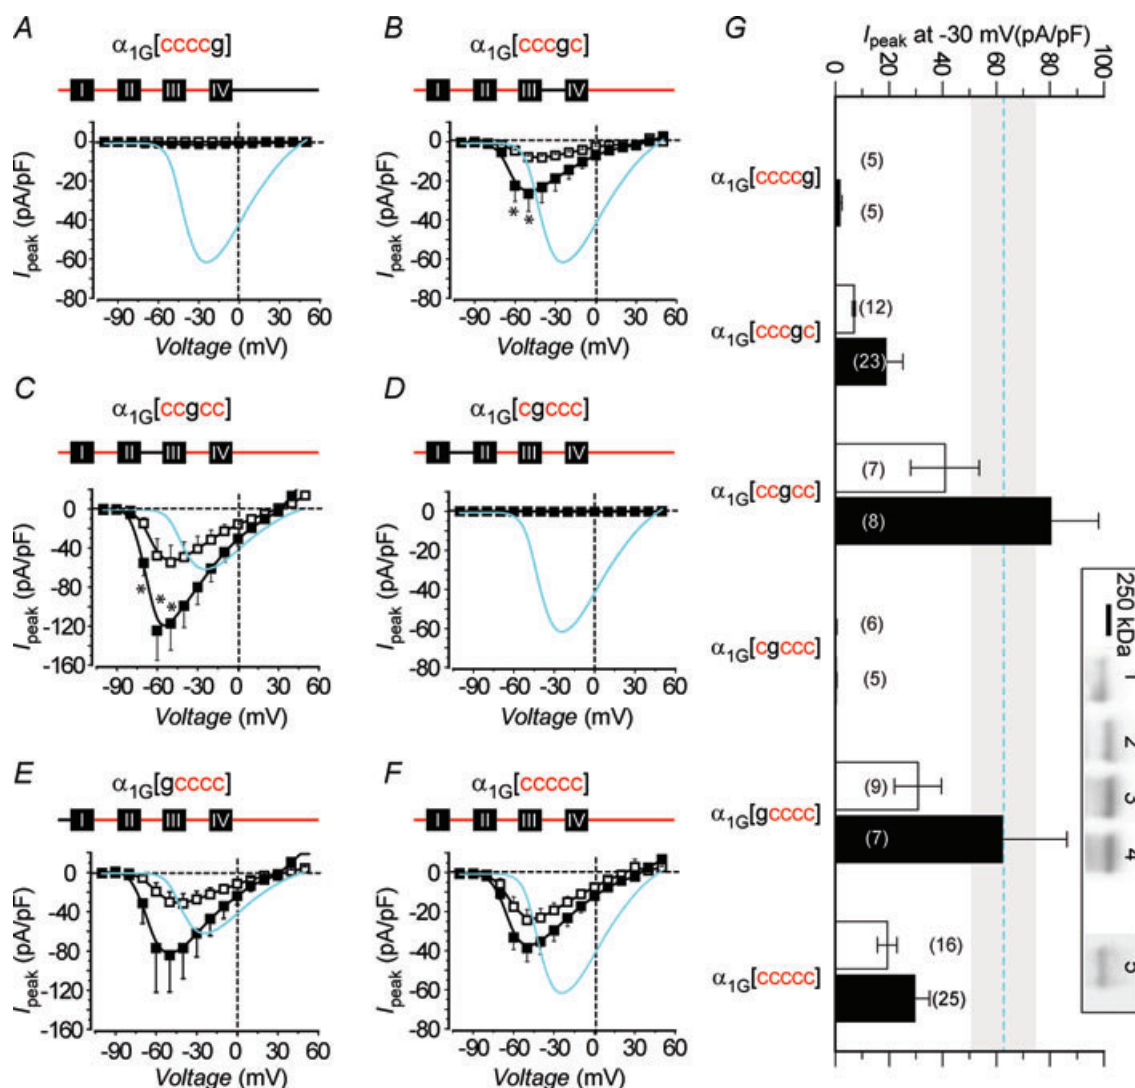 A
α1G[ccccg]
I II III IV
0
-20
-40
-60
-80
Ipeak (pA/pF)
-90 -60 -30 0 30 60
Voltage (mV)
B
α1G[cccgc]
I II III IV
0
-20
-40
-60
-80
Ipeak (pA/pF)
* *
-90 -60 -30 0 30 60
Voltage (mV)
C
α1G[ccgcc]
I II III IV
0
-40
-80
-120
-160
Ipeak (pA/pF)
* * *
-90 -60 -30 0 30 60
Voltage (mV)
D
α1G[cgccc]
I II III IV
0
-20
-40
-60
-80
Ipeak (pA/pF)
-90 -60 -30 0 30 60
Voltage (mV)
E
α1G[gcccc]
I II III IV
0
-40
-80
-120
-160
Ipeak (pA/pF)
-90 -60 -30 0 30 60
Voltage (mV)
F
α1G[ccccc]
I II III IV
0
-20
-40
-60
-80
Ipeak (pA/pF)
-90 -60 -30 0 30 60
Voltage (mV)
G
Ipeak at -30 mV(pA/pF)
0 20 40 60 80 100
α1G[ccccg]
(5)
(5)
α1G[cccgc]
(12)
(23)
α1G[ccgcc]
(7)
(8)
α1G[cgccc]
(6)
(5)
α1G[gcccc]
(9)
(7)
α1G[ccccc]
(16)
(25)
250 kDa
1
2
3
4
5